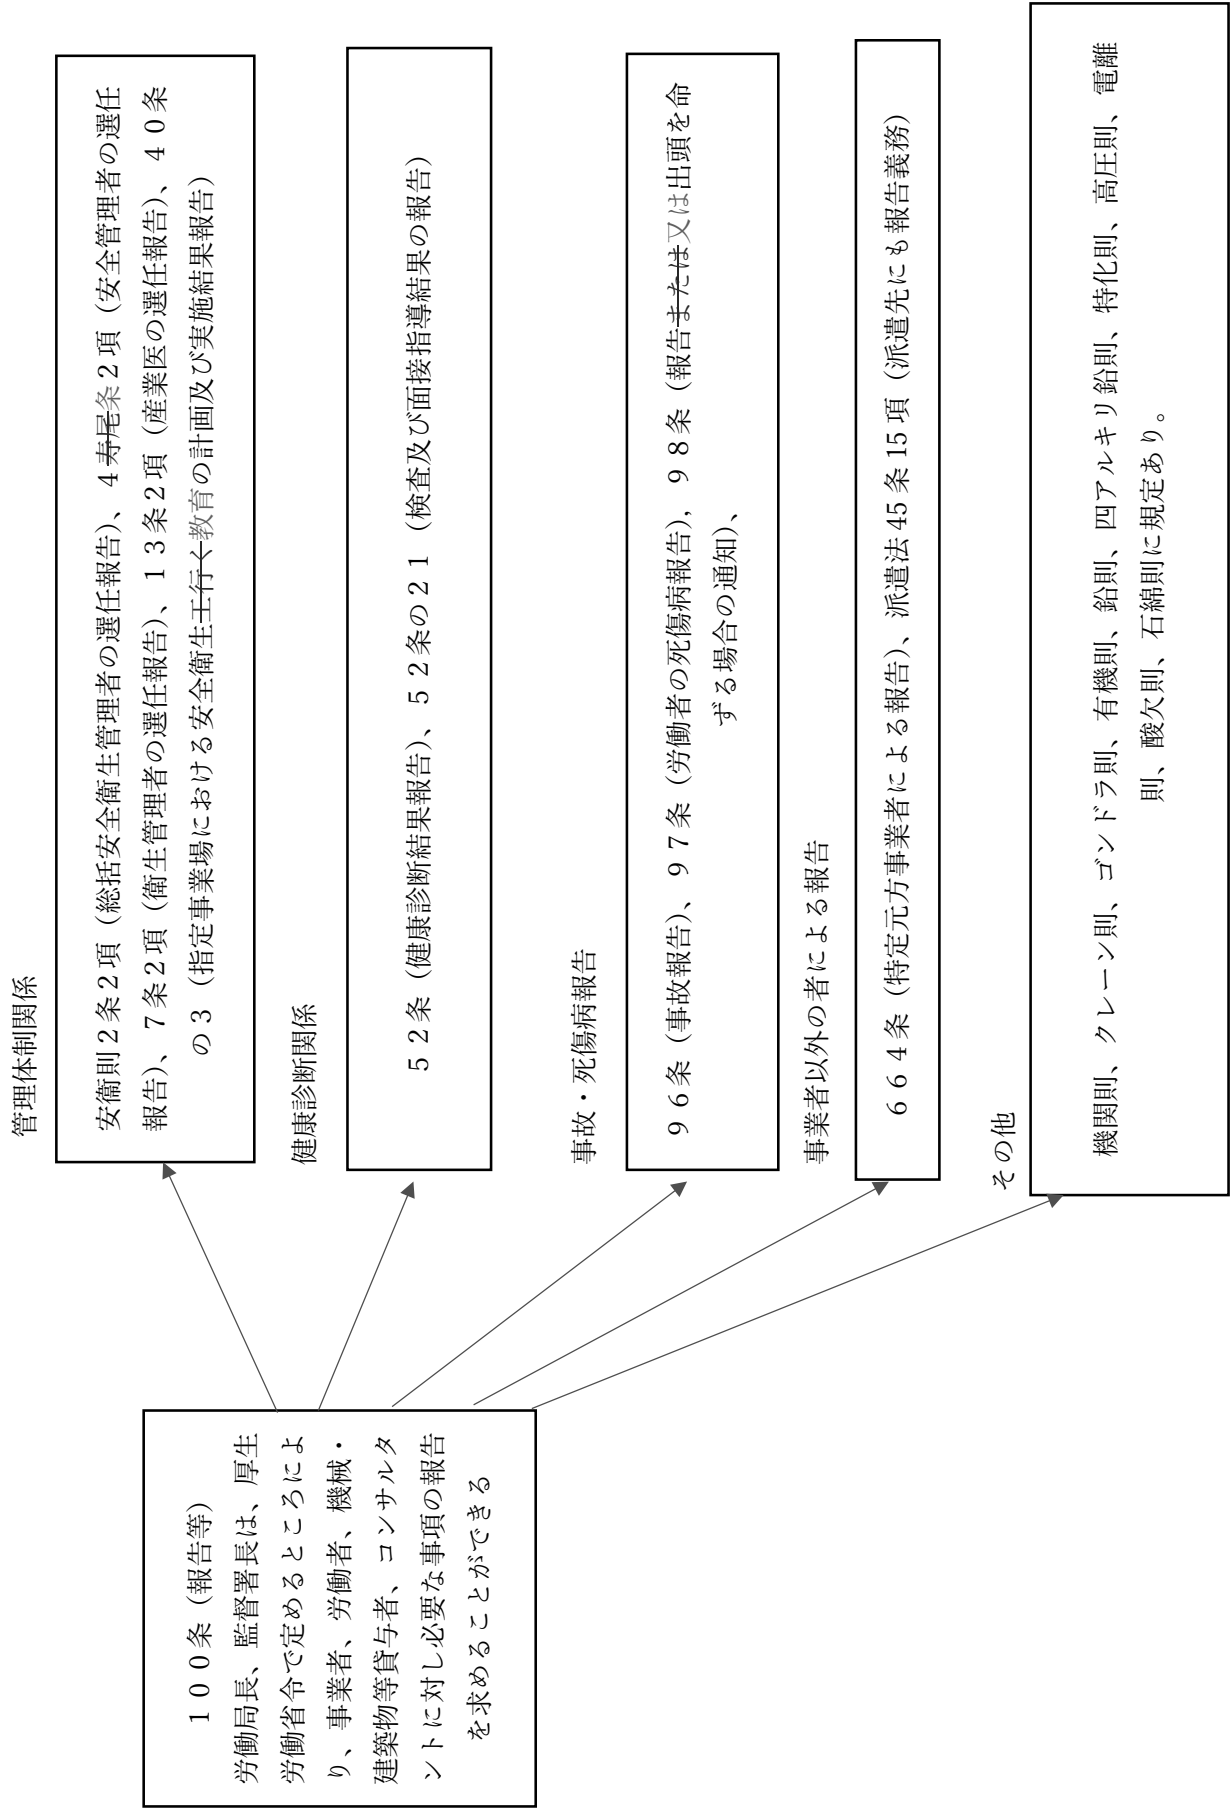 100条（報告等）
労働局長、監督署長は、厚生
労働省令で定めるところによ
り、事業者、労働者、機械・
建築物等貸与者、コンサルタ
ントに対し必要な事項の報告
を求めることができる
管理体制関係
安衞則２条２項（総括安全衛生管理者の選任報告）、４寿尾条２項（安全管理者の選任
報告）、７条２項（衛生管理者の選任報告）、１３条２項（産業医の選任報告）、４０条
の３（指定事業場における安全衛生王行く教育の計画及び実施結果報告）
健康診断関係
５２条（健康診断結果報告）、５２条の２１（検査及び面接指導結果の報告）
事故・死傷病報告
９６条（事故報告）、９７条（労働者の死傷病報告），９８条（報告または又は出頭を命
ずる場合の通知）、
事業者以外の者による報告
６６４条（特定元方事業者による報告）、派遣法45条15項（派遣先にも報告義務）
その他
機関則、クレーン則、ゴンドラ則、有機則、鉛則、四アルキリ鉛則、特化則、高圧則、電離
則、酸欠則、石綿則に規定あり。